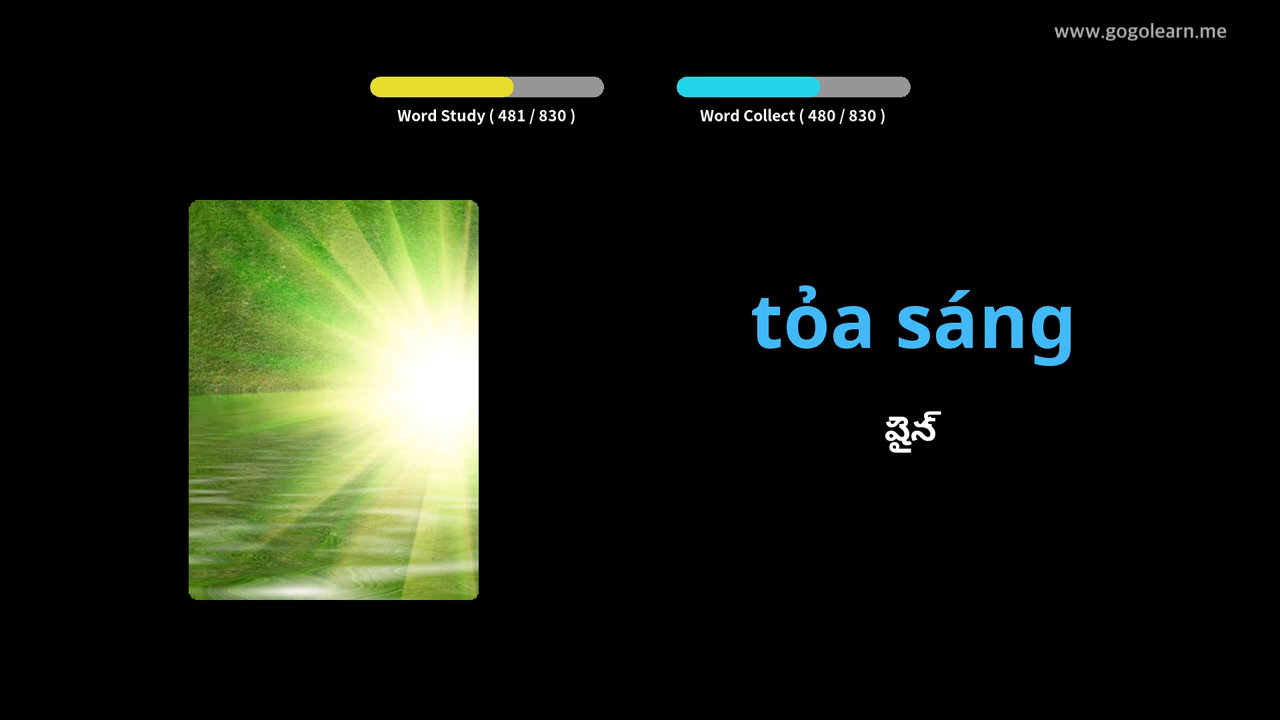 www.gogolearn.me
Word Study ( 481 / 830 )
Word Collect ( 480 / 830 )
tỏa sáng
షైన్